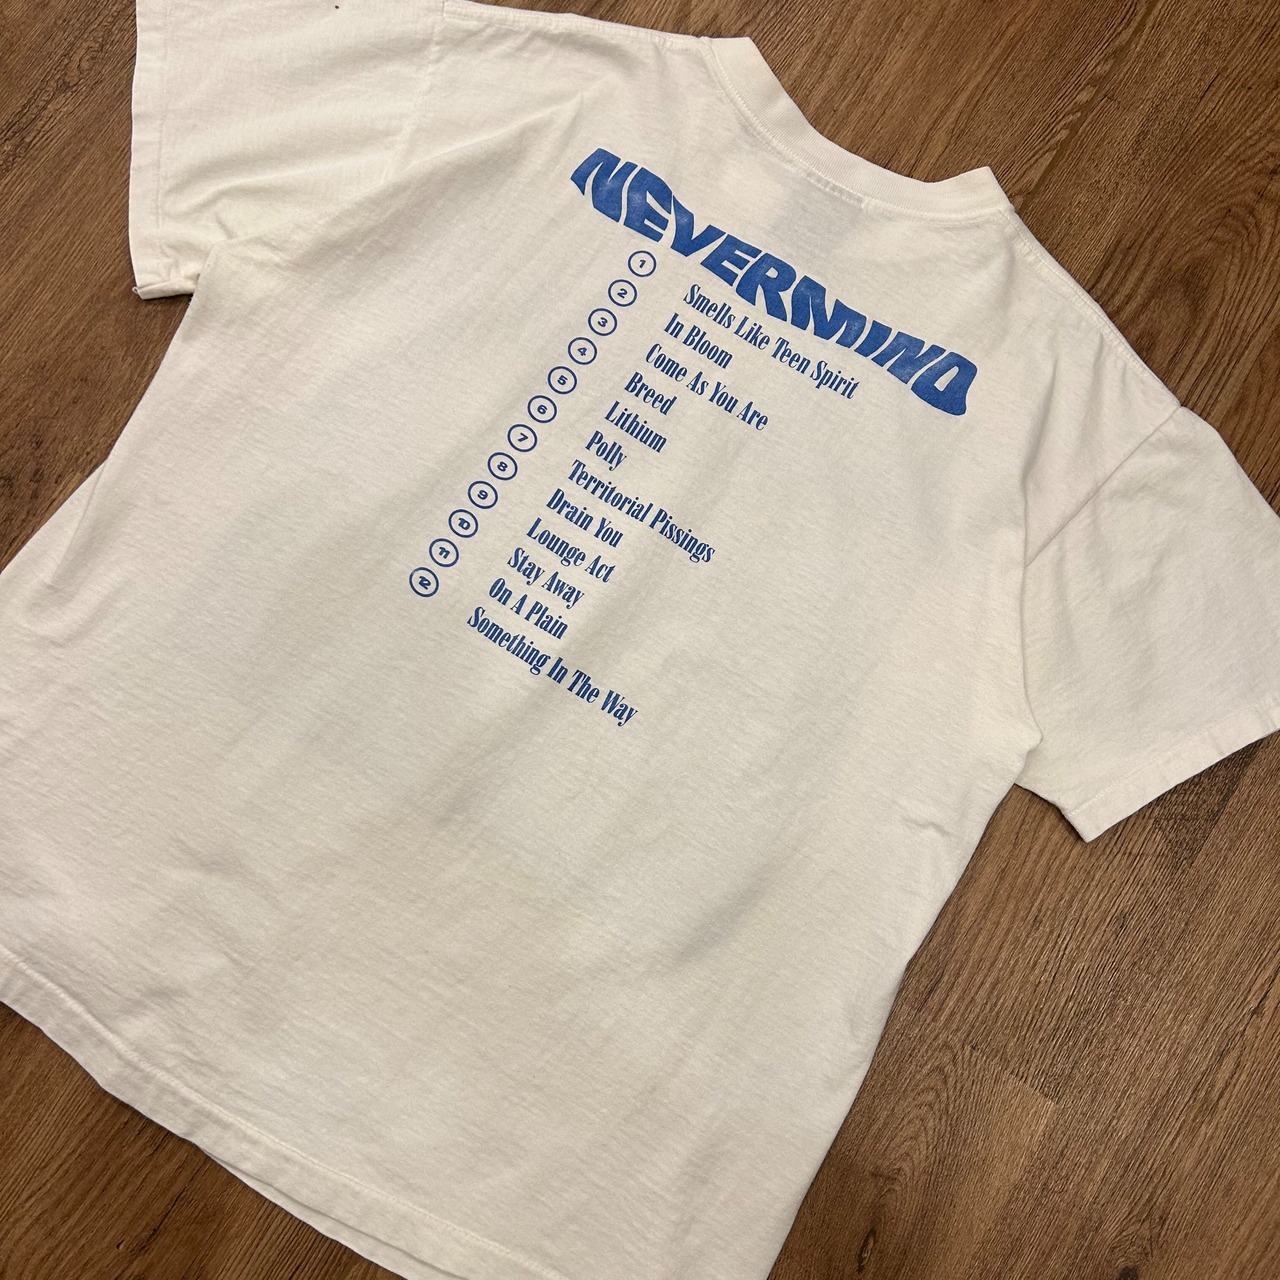 NEVERMIND
1 Smells Like Teen Spirit
2 In Bloom
3 Come As You Are
4 Breed
5 Lithium
6 Polly
7 Territorial Pissings
8 Drain You
9 Lounge Act
10 Stay Away
11 On A Plain
12 Something In The Way